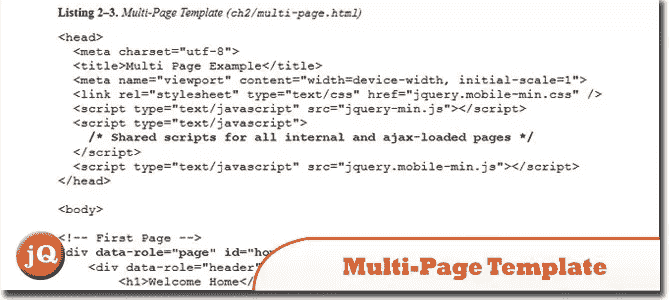 Listing 2–3. Multi-Page Template (ch2/multi-page.html)
<head>
<meta charset="utf-8">
<title>Multi Page Example</title>
<meta name="viewport" content="width=device-width, initial-scale=1">
<link rel="stylesheet" type="text/css" href="jquery.mobile-min.css" />
<script type="text/javascript" src="jquery-min.js"></script>
<script type="text/javascript">
/* Shared scripts for all internal and ajax-loaded pages */
</script>
<script type="text/javascript" src="jquery.mobile-min.js"></script>
</head>
<body>
<!-- First Page -->
div data-role="page" id="ho
<div data-role="header"
<h1>Welcome Home</
jQ
Multi-Page Template